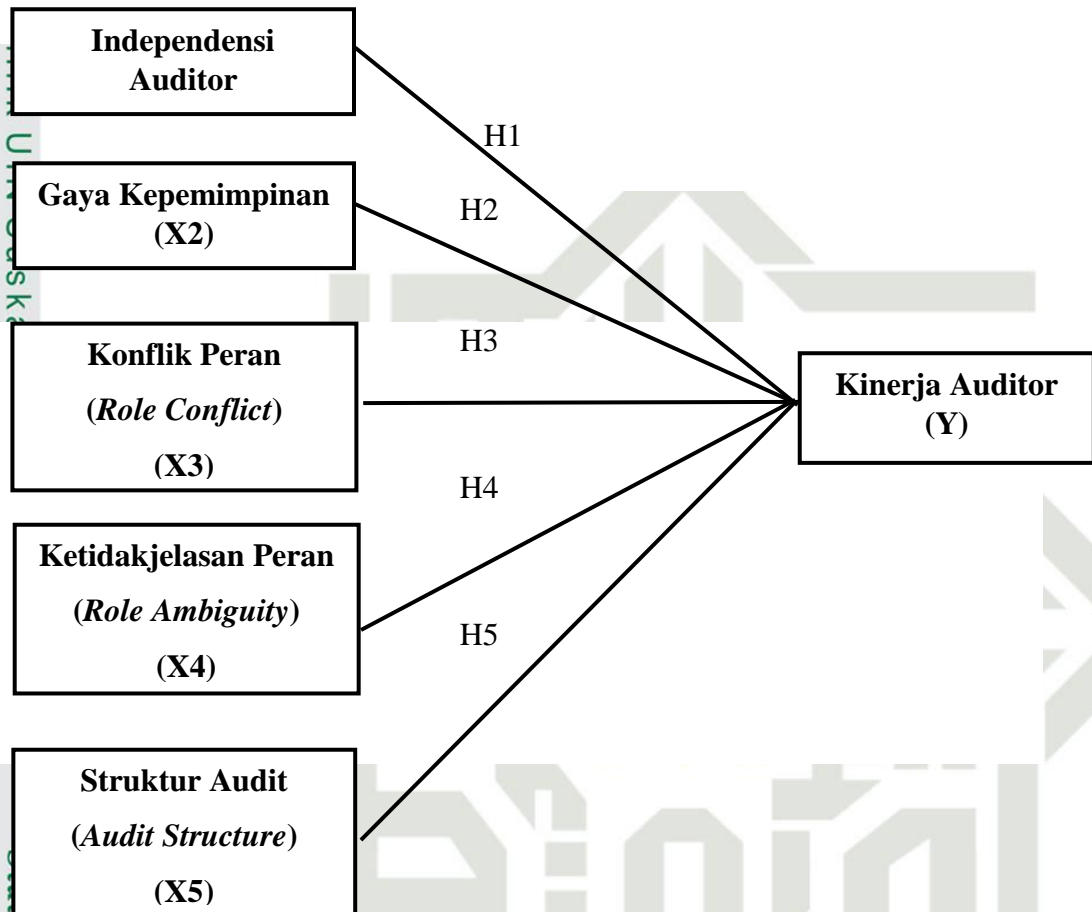 Independensi
Auditor
H1
Gaya Kepemimpinan
(X2)
H2
Konflik Peran
(Role Conflict)
(X3)
H3
Kinerja Auditor
(Y)
H4
Ketidakjelasan Peran
(Role Ambiguity)
(X4)
H5
Struktur Audit
(Audit Structure)
(X5)